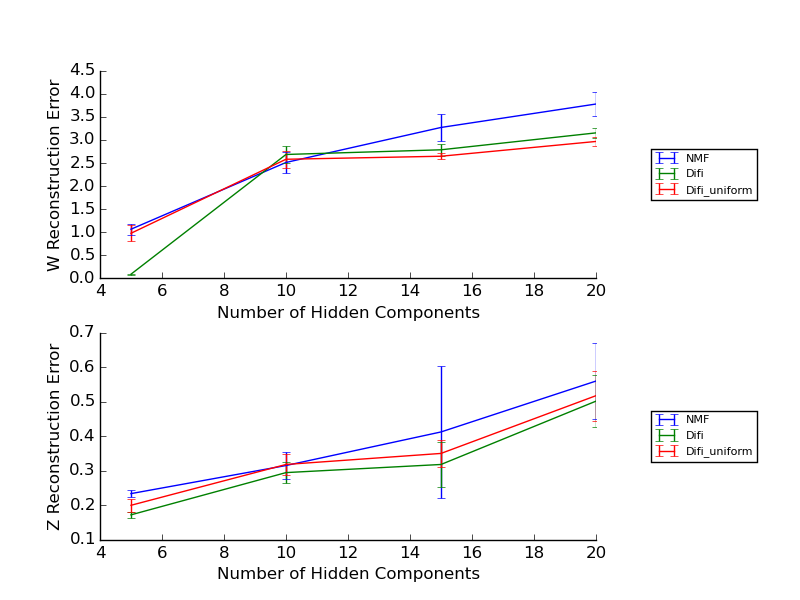 4.5
4.0
3.5
3.0
2.5
2.0
1.5
1.0
0.5
0.0
W Reconstruction Error
4 6 8 10 12 14 16 18 20
Number of Hidden Components
NMF
Difi
Difi_uniform
0.7
0.6
0.5
0.4
0.3
0.2
0.1
Z Reconstruction Error
4 6 8 10 12 14 16 18 20
Number of Hidden Components
NMF
Difi
Difi_uniform